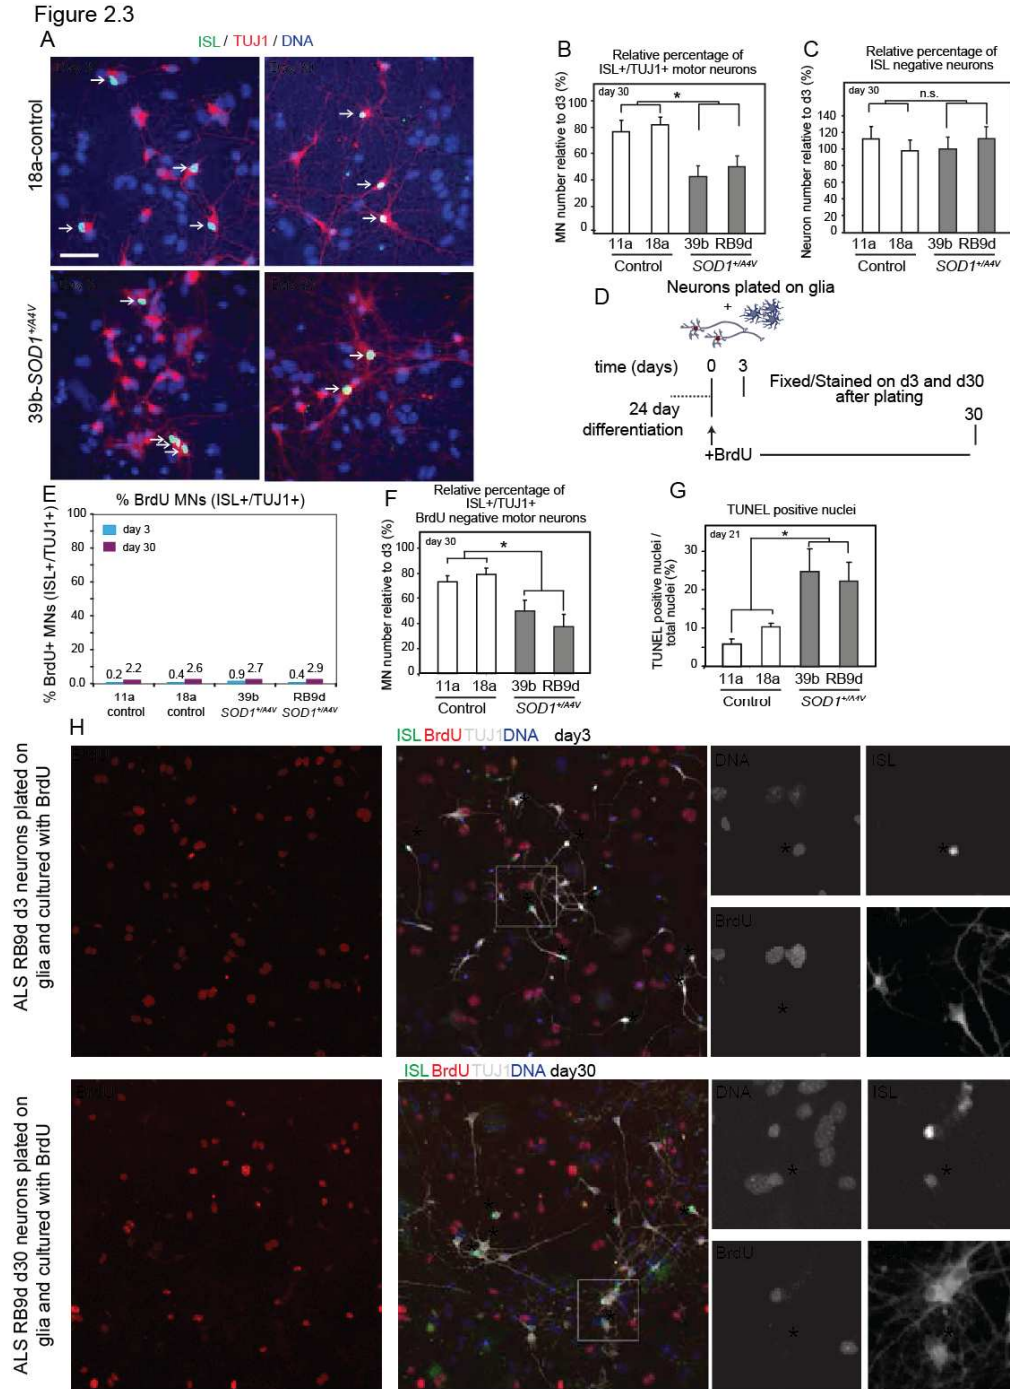 Figure 2.3
A
ISL / TUJ1 / DNA
18a-control
39b-SOD1+/A4V
B
Relative percentage of
ISL+/TUJ1+ motor neurons
MN number relative to d3 (%)
day 30
*
100
80
60
40
20
0
11a 18a 39b RB9d
Control SOD1+/A4V
C
Relative percentage of
ISL negative neurons
Neuron number relative to d3 (%)
day 30
n.s.
140
120
100
80
60
40
20
0
11a 18a 39b RB9d
Control SOD1+/A4V
D
Neurons plated on glia
+
time (days) 0 3
Fixed/Stained on d3 and d30
after plating
24 day
differentiation
30
+BrdU
E
% BrdU MNs (ISL+/TUJ1+)
% BrdU+ MNs (ISL+/TUJ1+)
day 3
day 30
100
80
60
40
20
0.0
0.2 2.2 0.4 2.6 0.9 2.7 0.4 2.9
11a 18a 39b RB9d
control control SOD1+/A4V SOD1+/A4V
F
Relative percentage of
ISL+/TUJ1+
BrdU negative motor neurons
MN number relative to d3 (%)
day 30
*
100
80
60
40
20
0
11a 18a 39b RB9d
Control SOD1+/A4V
G
TUNEL positive nuclei
TUNEL positive nuclei /
total nuclei (%)
day 21
*
30
20
10
0
11a 18a 39b RB9d
Control SOD1+/A4V
H
ISL BrdU TUJ1 DNA day3
ALS RB9d d3 neurons plated on
glia and cultured with BrdU
DNA
ISL
BrdU
ISL BrdU TUJ1 DNA day30
ALS RB9d d30 neurons plated on
glia and cultured with BrdU
BrdU
DNA
ISL
BrdU